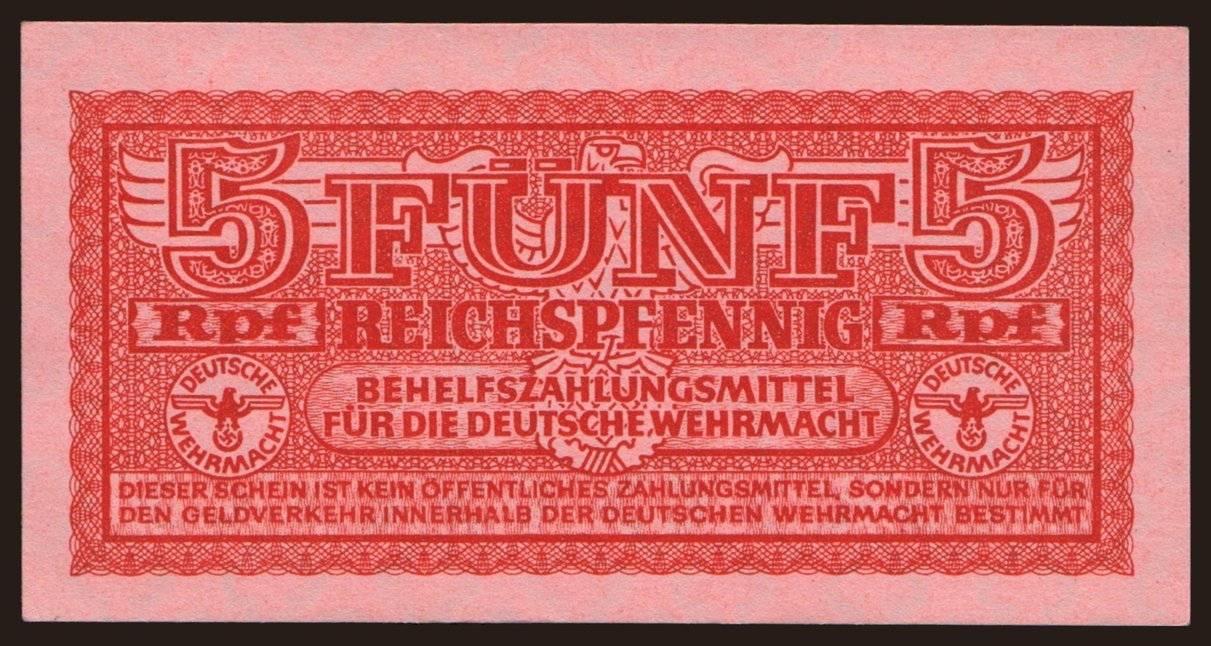 5 FÜNF 5
Rpf REICHSPFENNIG Rpf
BEHELFSZAHLUNGSMITTEL
FÜR DIE DEUTSCHE WEHRMACHT
DEUTSCHE WEHRMACHT
DEUTSCHE WEHRMACHT
DIESER SCHEIN IST KEIN ÖFFENTLICHES ZAHLUNGSMITTEL, SONDERN NUR FÜR
DEN GELDVERKEHR INNERHALB DER DEUTSCHEN WEHRMACHT BESTIMMT